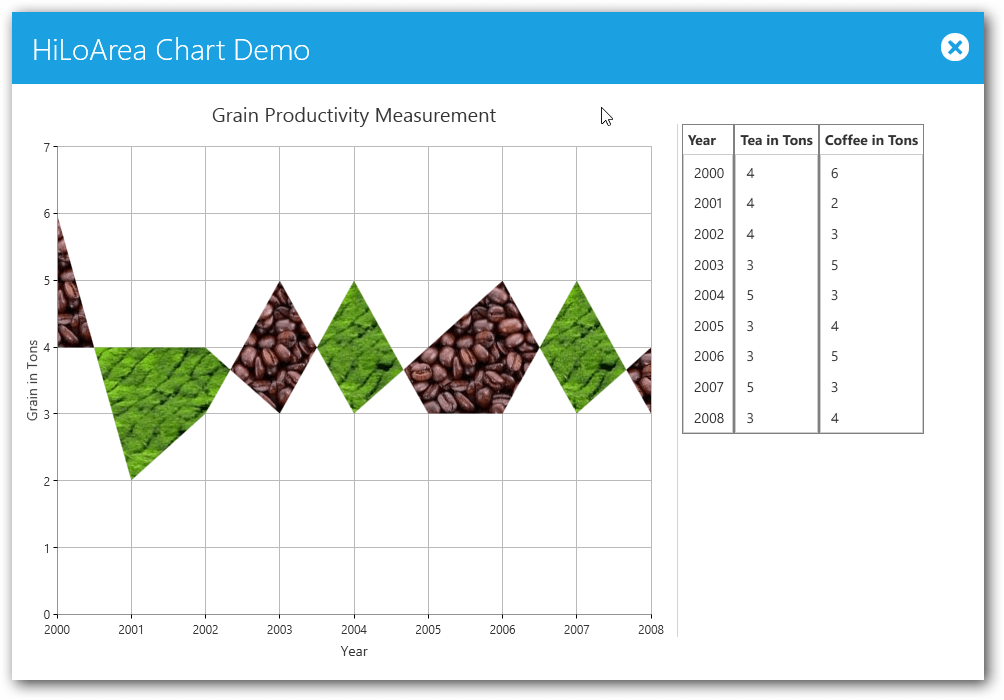 HiLoArea Chart Demo
Grain Productivity Measurement
7
6
5
4
3
2
1
0
Grain in Tons
2000 2001 2002 2003 2004 2005 2006 2007 2008
Year
Year Tea in Tons Coffee in Tons
2000 4 6
2001 4 2
2002 4 3
2003 3 5
2004 5 3
2005 3 4
2006 3 5
2007 5 3
2008 3 4